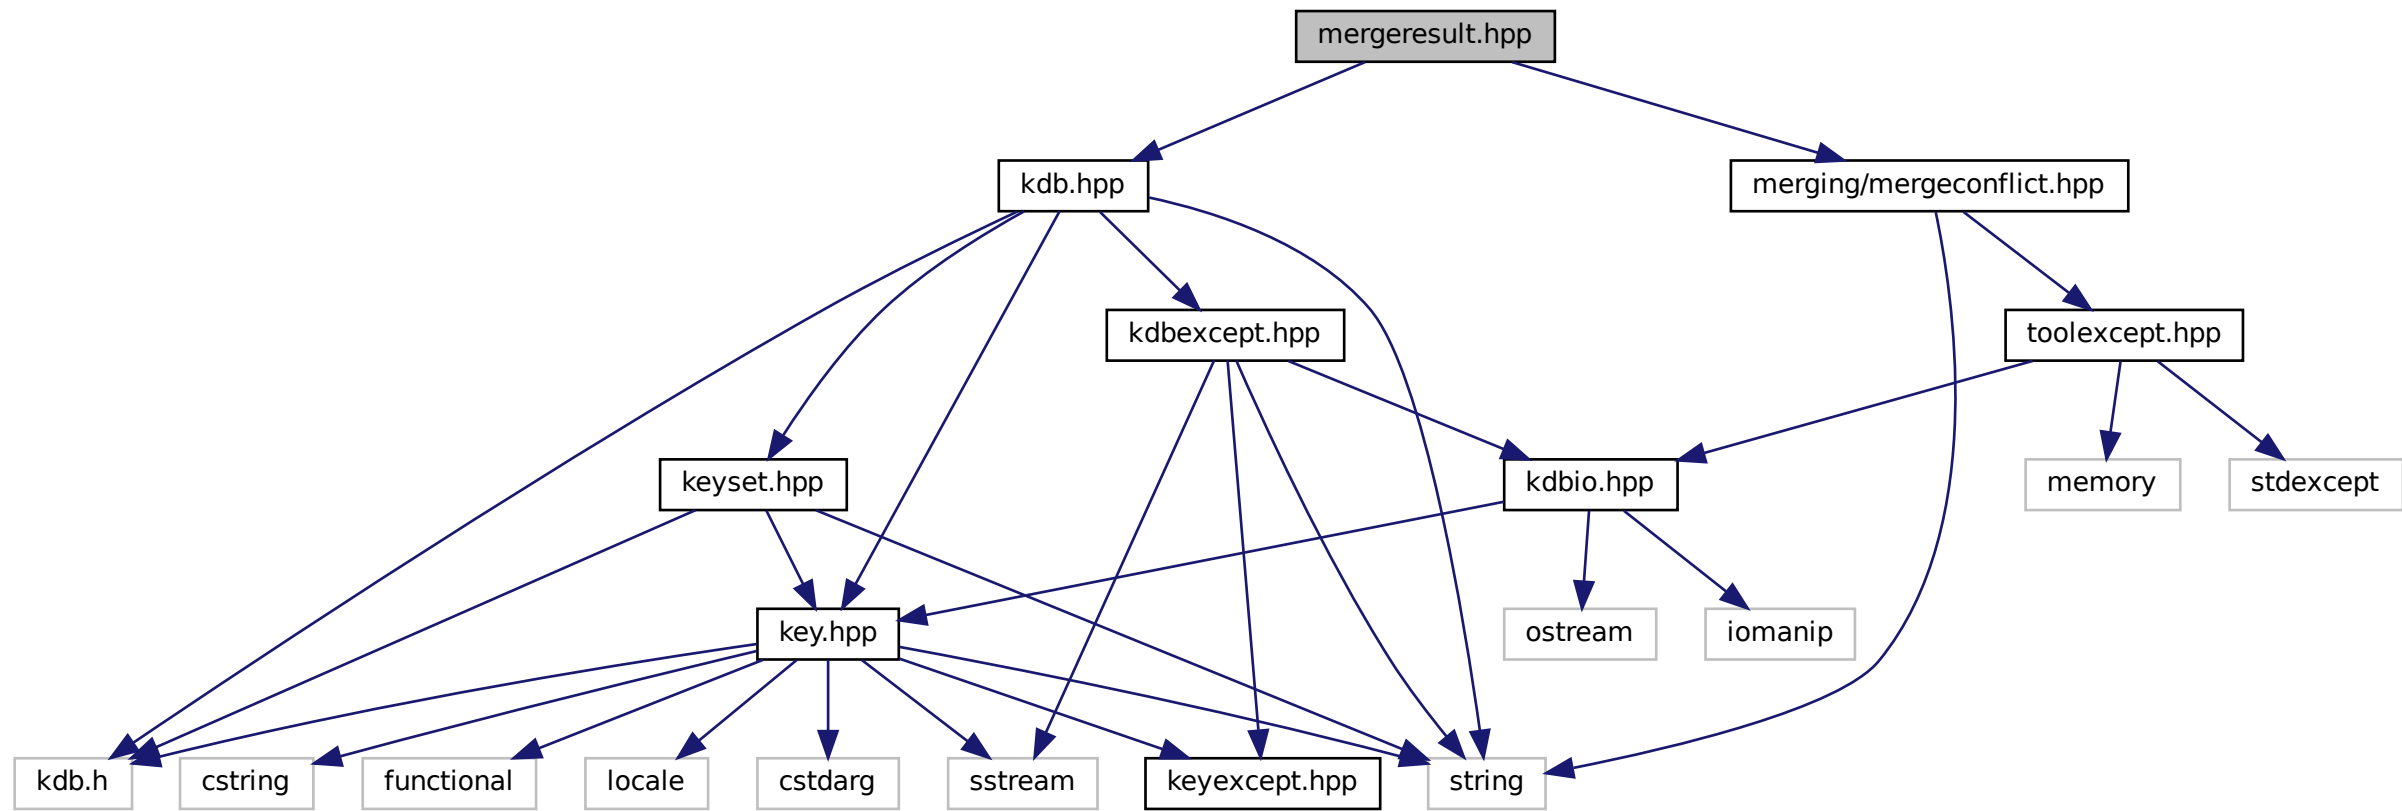 mergeresult.hpp
kdb.hpp
merging/mergeconflict.hpp
kdbexcept.hpp
toolexcept.hpp
keyset.hpp
kdbio.hpp
memory
stdexcept
key.hpp
ostream
iomanip
kdb.h
cstring
functional
locale
cstdarg
sstream
keyexcept.hpp
string